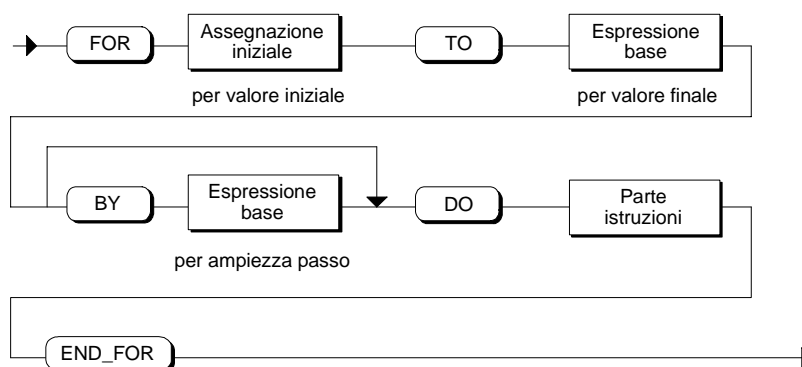 FOR
Assegnazione
iniziale
TO
Espressione
base
per valore iniziale
per valore finale
BY
Espressione
base
DO
Parte
istruzioni
per ampiezza passo
END_FOR